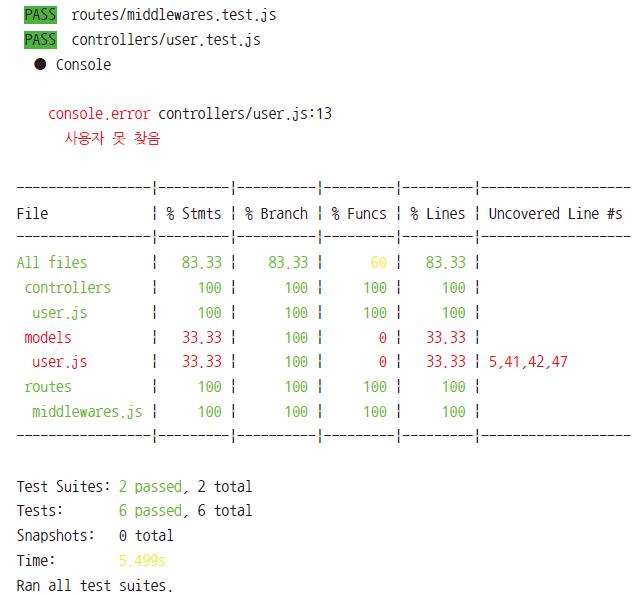 PASS routes/middlewares.test.js
PASS controllers/user.test.js
● Console
console.error controllers/user.js:13
사용자 못 찾음
-----------------|---------|----------|---------|---------|-------------------
File | % Stmts | % Branch | % Funcs | % Lines | Uncovered Line #s
-----------------|---------|----------|---------|---------|-------------------
All files | 83.33 | 83.33 | 60 | 83.33 |
controllers | 100 | 100 | 100 | 100 |
user.js | 100 | 100 | 100 | 100 |
models | 33.33 | 100 | 0 | 33.33 |
user.js | 33.33 | 100 | 0 | 33.33 | 5,41,42,47
routes | 100 | 100 | 100 | 100 |
middlewares.js | 100 | 100 | 100 | 100 |
-----------------|---------|----------|---------|---------|-------------------
Test Suites: 2 passed, 2 total
Tests: 6 passed, 6 total
Snapshots: 0 total
Time: 5.499s
Ran all test suites.